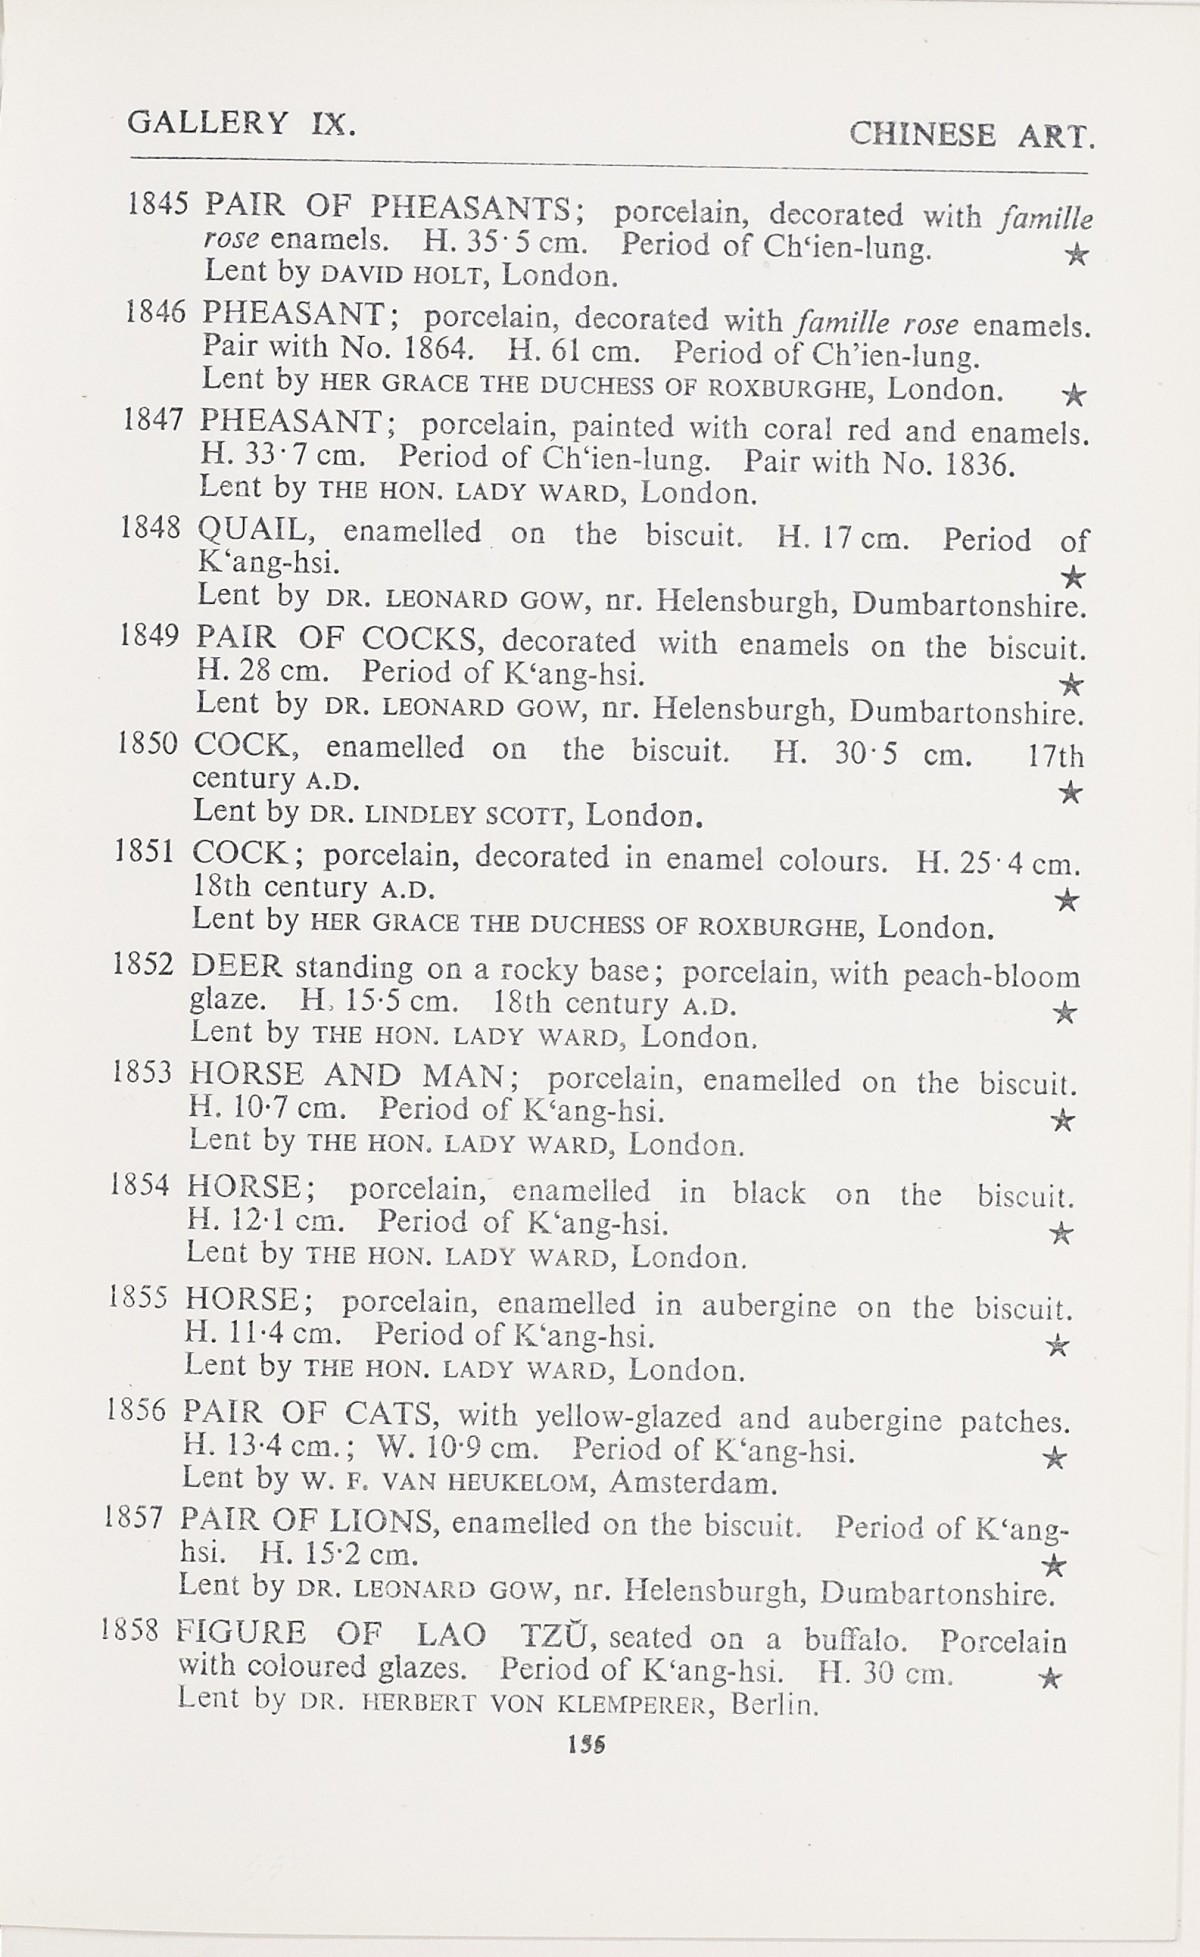 GALLERY IX.
CHINESE ART.
1845 PAIR OF PHEASANTS; porcelain, decorated with famille
rose enamels. H. 35·5 cm. Period of Ch‘ien-lung. ★
Lent by DAVID HOLT, London.
1846 PHEASANT; porcelain, decorated with famille rose enamels.
Pair with No. 1864. H. 61 cm. Period of Ch’ien-lung.
Lent by HER GRACE THE DUCHESS OF ROXBURGHE, London. ★
1847 PHEASANT; porcelain, painted with coral red and enamels.
H. 33·7 cm. Period of Ch‘ien-lung. Pair with No. 1836.
Lent by THE HON. LADY WARD, London.
1848 QUAIL, enamelled on the biscuit. H. 17 cm. Period of
K‘ang-hsi. ★
Lent by DR. LEONARD GOW, nr. Helensburgh, Dumbartonshire.
1849 PAIR OF COCKS, decorated with enamels on the biscuit.
H. 28 cm. Period of K‘ang-hsi. ★
Lent by DR. LEONARD GOW, nr. Helensburgh, Dumbartonshire.
1850 COCK, enamelled on the biscuit. H. 30·5 cm. 17th
century A.D. ★
Lent by DR. LINDLEY SCOTT, London.
1851 COCK; porcelain, decorated in enamel colours. H. 25·4 cm.
18th century A.D. ★
Lent by HER GRACE THE DUCHESS OF ROXBURGHE, London.
1852 DEER standing on a rocky base; porcelain, with peach-bloom
glaze. H. 15·5 cm. 18th century A.D. ★
Lent by THE HON. LADY WARD, London.
1853 HORSE AND MAN; porcelain, enamelled on the biscuit.
H. 10·7 cm. Period of K‘ang-hsi. ★
Lent by THE HON. LADY WARD, London.
1854 HORSE; porcelain, enamelled in black on the biscuit.
H. 12·1 cm. Period of K‘ang-hsi. ★
Lent by THE HON. LADY WARD, London.
1855 HORSE; porcelain, enamelled in aubergine on the biscuit.
H. 11·4 cm. Period of K‘ang-hsi. ★
Lent by THE HON. LADY WARD, London.
1856 PAIR OF CATS, with yellow-glazed and aubergine patches.
H. 13·4 cm.; W. 10·9 cm. Period of K‘ang-hsi. ★
Lent by W. F. VAN HEUKELOM, Amsterdam.
1857 PAIR OF LIONS, enamelled on the biscuit. Period of K‘ang-
hsi. H. 15·2 cm. ★
Lent by DR. LEONARD GOW, nr. Helensburgh, Dumbartonshire.
1858 FIGURE OF LAO TZŬ, seated on a buffalo. Porcelain
with coloured glazes. Period of K‘ang-hsi. H. 30 cm. ★
Lent by DR. HERBERT VON KLEMPERER, Berlin.